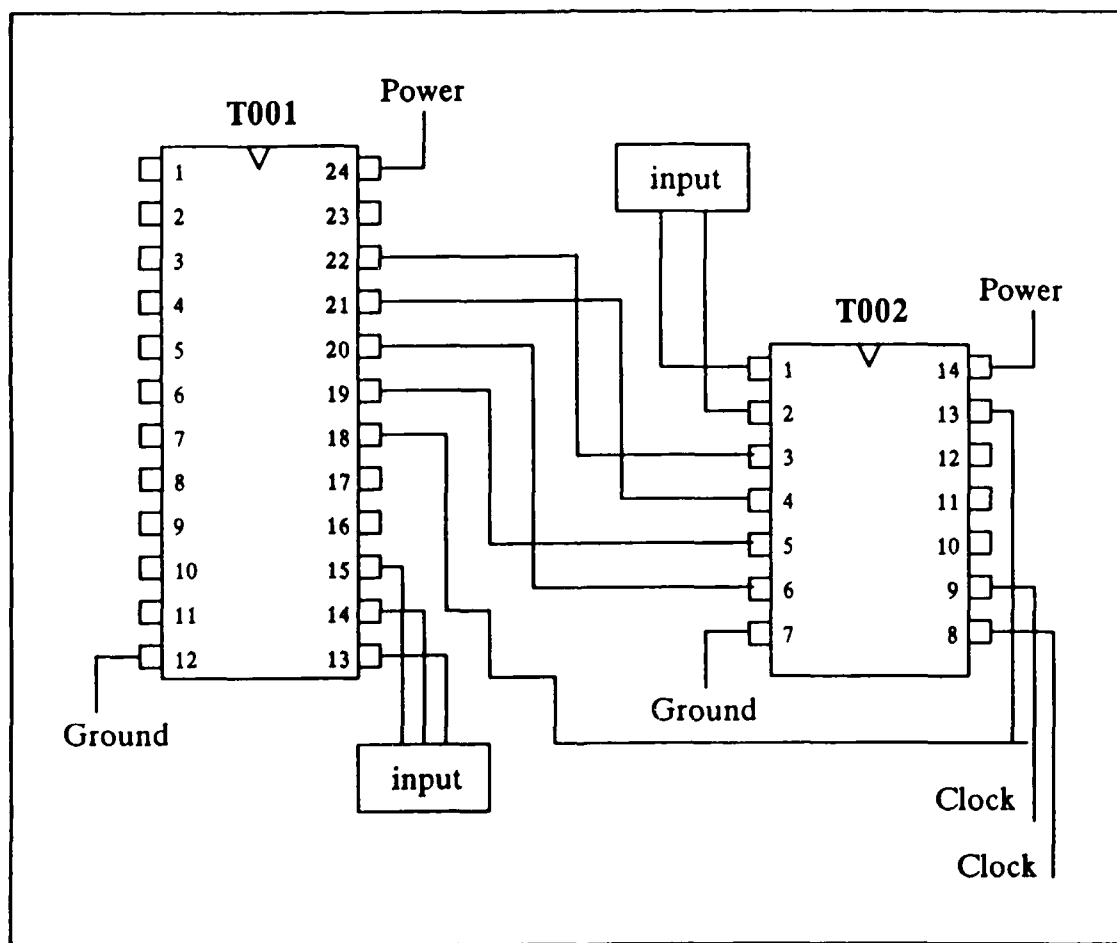 Power
T001
1 24
2 23
3 22
4 21
5 20
6 19
7 18
8 17
9 16
10 15
11 14
12 13
Ground
input
input
Power
T002
1 14
2 13
3 12
4 11
5 10
6 9
7 8
Ground
Clock
Clock